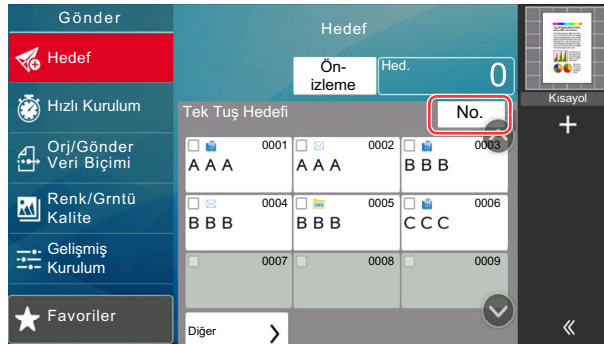 Gönder
Hedef
Hızlı Kurulum
Orj/Gönder
Veri Biçimi
Renk/Grntü
Kalite
Gelişmiş
Kurulum
Favoriler
Hedef
Ön-
izleme
Hed.
0
Tek Tuş Hedefi
No.
0001
A A A
0002
A A A
0003
B B B
0004
B B B
0005
B B B
0006
C C C
0007
0008
0009
Diğer
Kısayol